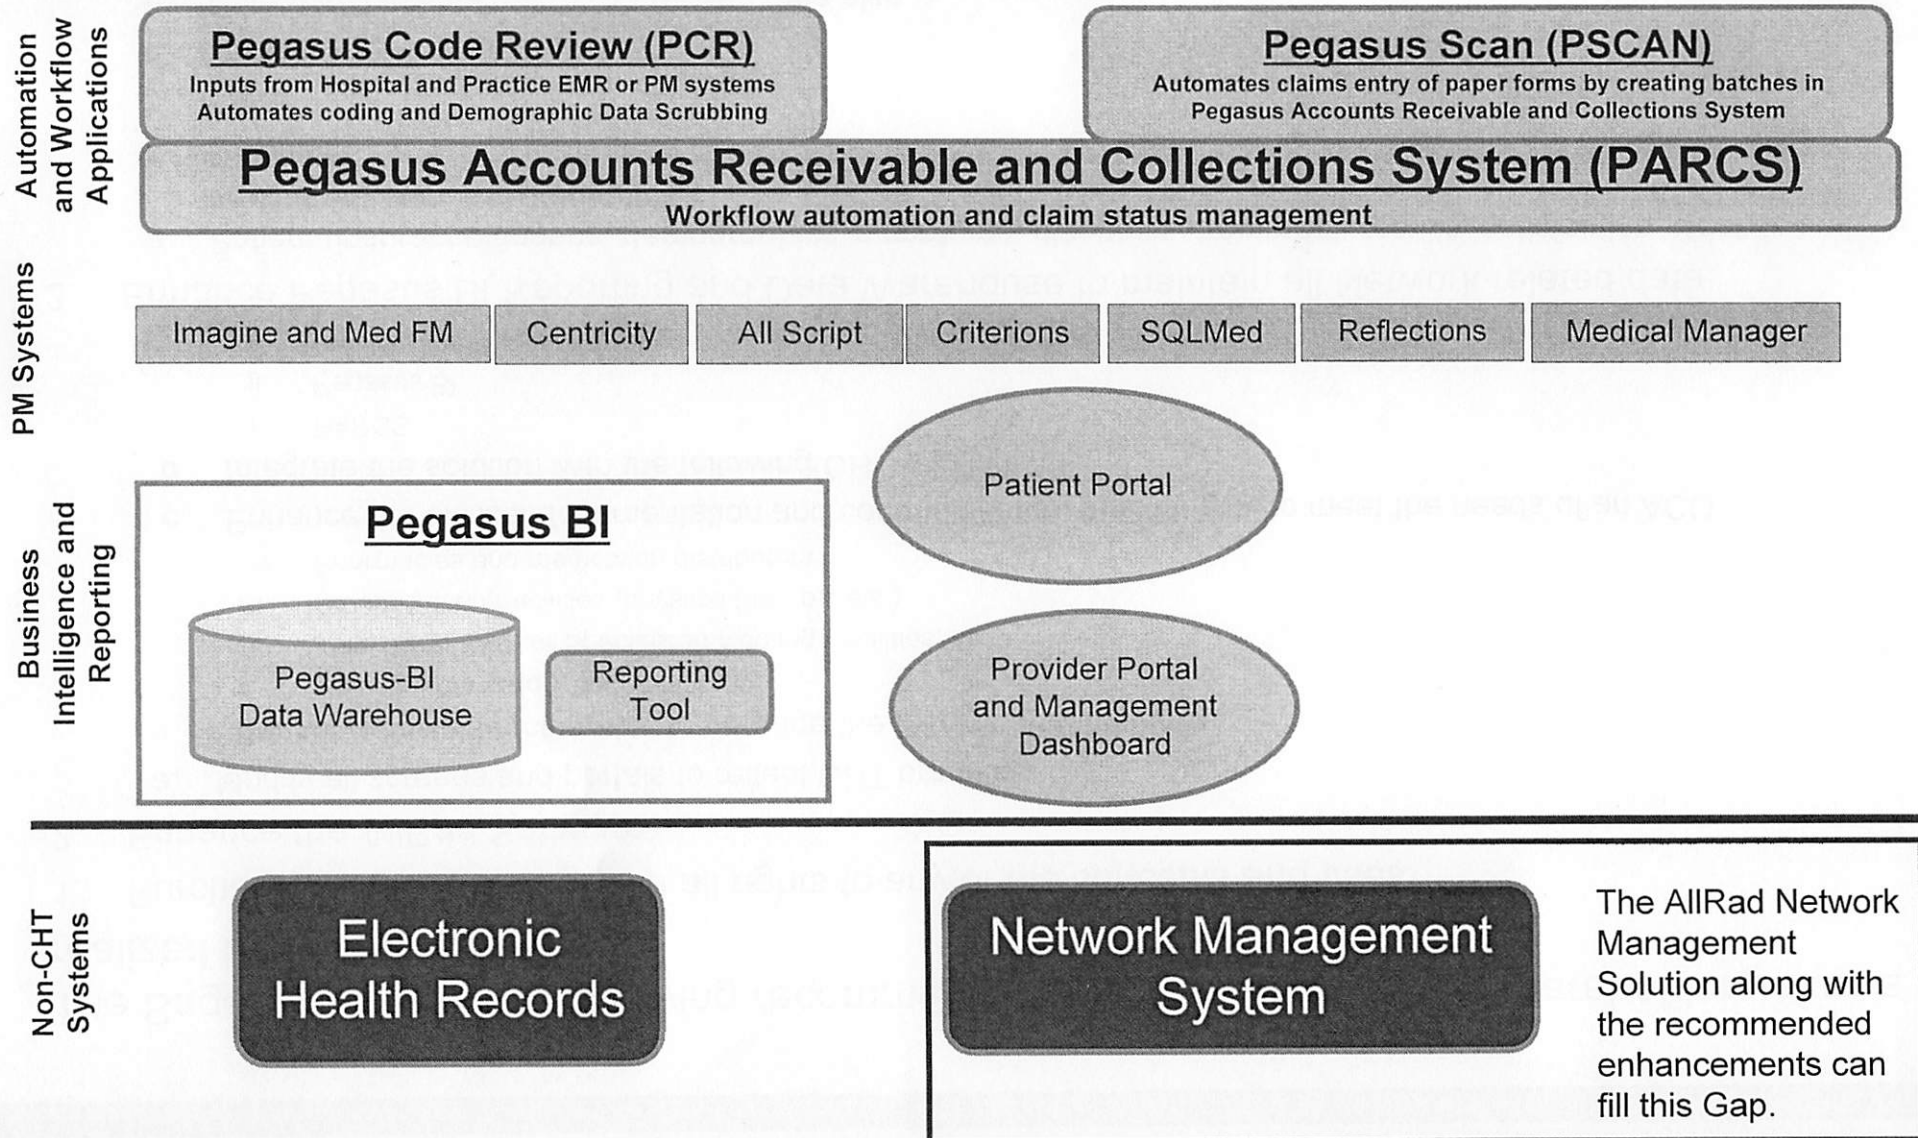 Automation
and Workflow
Applications
Pegasus Code Review (PCR)
Inputs from Hospital and Practice EMR or PM systems
Automates coding and Demographic Data Scrubbing
Pegasus Scan (PSCAN)
Automates claims entry of paper forms by creating batches in
Pegasus Accounts Receivable and Collections System
Pegasus Accounts Receivable and Collections System (PARCS)
Workflow automation and claim status management
PM Systems
Imagine and Med FM
Centricity
All Script
Criterions
SQLMed
Reflections
Medical Manager
Business
Intelligence and
Reporting
Pegasus BI
Pegasus-BI
Data Warehouse
Reporting
Tool
Patient Portal
Provider Portal
and Management
Dashboard
Non-CHT
Systems
Electronic
Health Records
Network Management
System
The AllRad Network
Management
Solution along with
the recommended
enhancements can
fill this Gap.